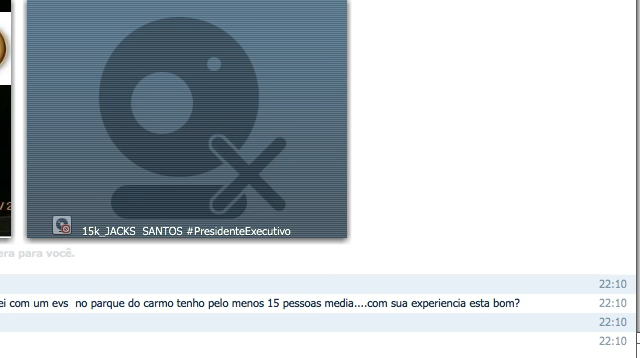 / 2
15k_JACKS SANTOS #PresidenteExecutivo
era para você.
22:10
ei com um evs no parque do carmo tenho pelo menos 15 pessoas media....com sua experiencia esta bom? 22:10
22:10
22:10